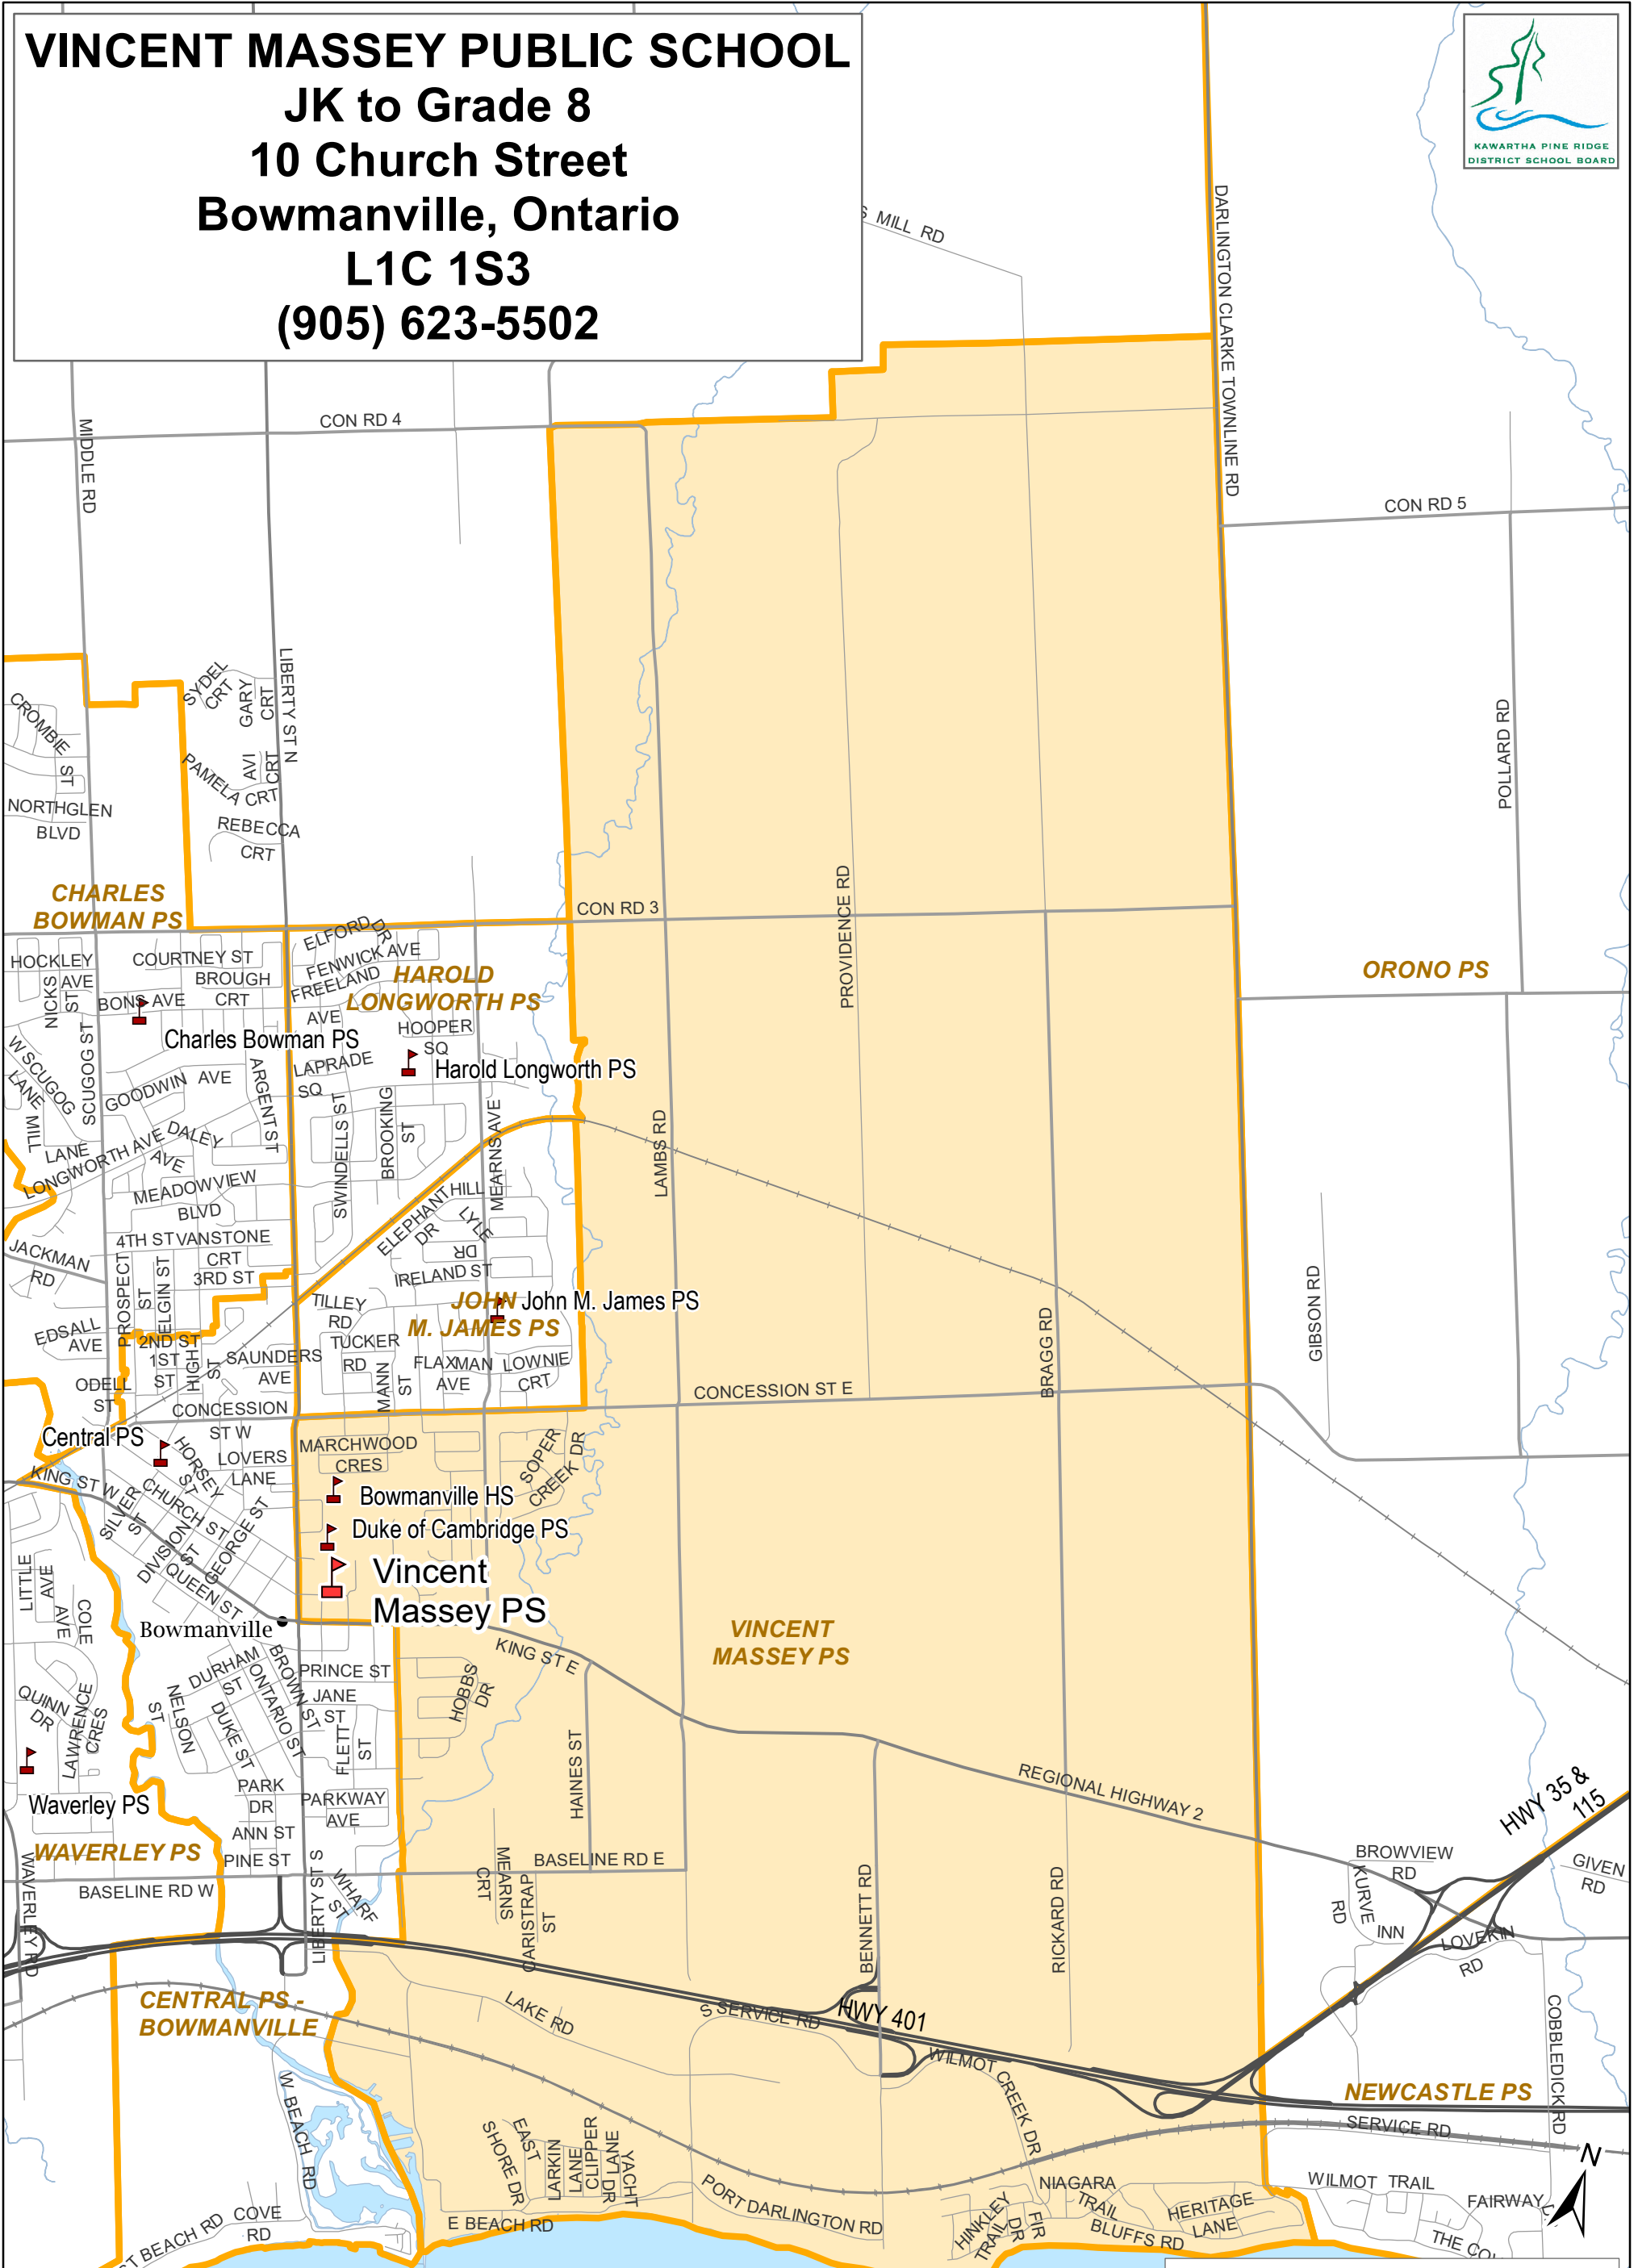 VINCENT MASSEY PUBLIC SCHOOL
JK to Grade 8
10 Church Street
Bowmanville, Ontario
L1C 1S3
(905) 623-5502
KAWARTHA PINE RIDGE
DISTRICT SCHOOL BOARD
MILL RD
DARLINGTON CLARKE TOWNLINE RD
CON RD 4
MIDDLE RD
CON RD 5
POLLARD RD
LIBERTY ST N
SYDEL
CRT
GARY
CRT
AVI
CRT
PAMELA CRT
REBECCA
CRT
CROMBIE
ST
NORTHGLEN
BLVD
CHARLES
BOWMAN PS
CON RD 3
PROVIDENCE RD
ORONO PS
HOCKLEY
AVE
NICKS
ST
COURTNEY ST
BROUGH
CRT
BONS AVE
Charles Bowman PS
ELFORD DR
FENWICK AVE
FREELAND
AVE
HAROLD
LONGWORTH PS
HOOPER
SQ
Harold Longworth PS
LAPRADE
SQ
W SCUGOG
LANE
MILL
LANE
SCUGOG ST
GOODWIN AVE
ARGENT ST
LONGWORTH AVE
DALEY
AVE
MEADOWVIEW
BLVD
SWINDELLS ST
BROOKING
ST
MEARNS AVE
LAMBS RD
4TH ST
VANSTONE
CRT
3RD ST
JACKMAN
RD
PROSPECT
ST
ELGIN ST
ELEPHANT HILL
DR
LYLE
DR
IRELAND ST
TILLEY
RD
JOHN
M. JAMES PS
John M. James PS
EDSALL
AVE
2ND ST
1ST
ST
HIGH
ST
SAUNDERS
AVE
TUCKER
RD
MANN
ST
FLAXMAN
AVE
LOWNIE
CRT
GIBSON RD
BRAGG RD
ODELL
ST
CONCESSION
ST W
CONCESSION ST E
Central PS
HORSEY
ST
LOVERS
LANE
MARCHWOOD
CRES
SOPER
CREEK DR
Bowmanville HS
Duke of Cambridge PS
Vincent
Massey PS
KING ST W
SILVER
ST
CHURCH ST
DIVISION
ST
GEORGE ST
QUEEN ST
Bowmanville
VINCENT
MASSEY PS
LITTLE
AVE
COLE
AVE
KING ST E
DURHAM
ST
ONTARIO ST
BROWN ST
PRINCE ST
JANE
ST
HOBBS
DR
QUINN
DR
LAWRENCE
CRES
NELSON
ST
DUKE ST
FLETT
ST
HAINES ST
Waverley PS
PARK
DR
PARKWAY
AVE
REGIONAL HIGHWAY 2
HWY 35 &
115
WAVERLEY PS
ANN ST
PINE ST
BASELINE RD W
BASELINE RD E
WAVERLEY RD
LIBERTY ST S
WHARF
ST
MEARNS
CRT
CARISTRAP
ST
BENNETT RD
RICKARD RD
BROWVIEW
RD
KURVE
INN
RD
GIVEN
RD
LOVEKIN
RD
CENTRAL PS -
BOWMANVILLE
LAKE RD
S SERVICE RD
HWY 401
WILMOT
CREEK DR
COBBLEDICK RD
NEWCASTLE PS
SERVICE RD
N
W BEACH RD
EAST
SHORE DR
LARKIN
LANE
CLIPPER
LANE
YACHT
DR
PORT DARLINGTON RD
E BEACH RD
COVE
RD
BEACH RD
NIAGARA
TRAIL
HINKLEY
TRAIL
FIR
DR
BLUFFS RD
HERITAGE
LANE
WILMOT TRAIL
FAIRWAY
THE